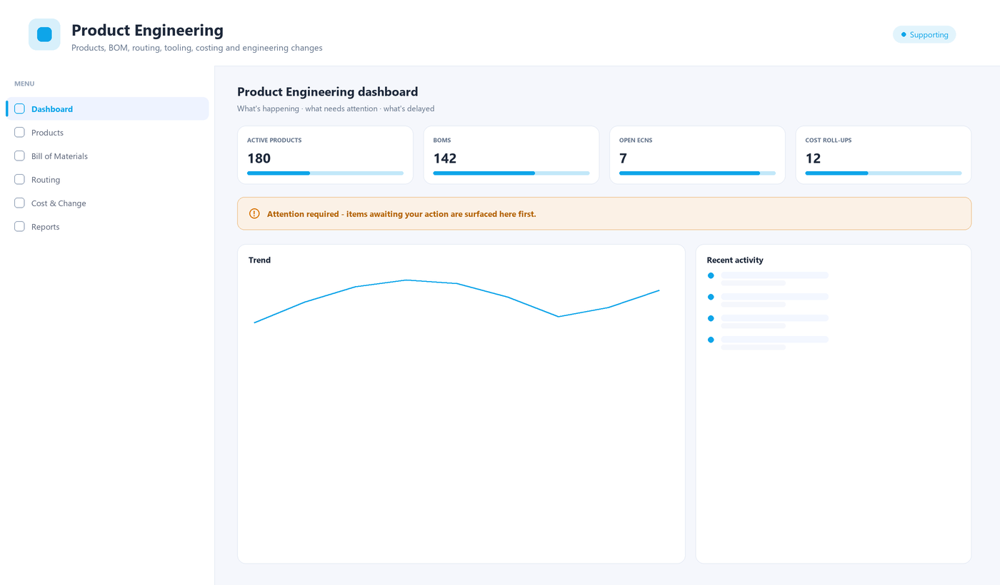 Product Engineering
Products, BOM, routing, tooling, costing and engineering changes
Supporting
MENU
Dashboard
Products
Bill of Materials
Routing
Cost & Change
Reports
Product Engineering dashboard
What's happening · what needs attention · what's delayed
ACTIVE PRODUCTS
180
BOMS
142
OPEN ECNS
7
COST ROLL-UPS
12
Attention required - items awaiting your action are surfaced here first.
Trend
Recent activity